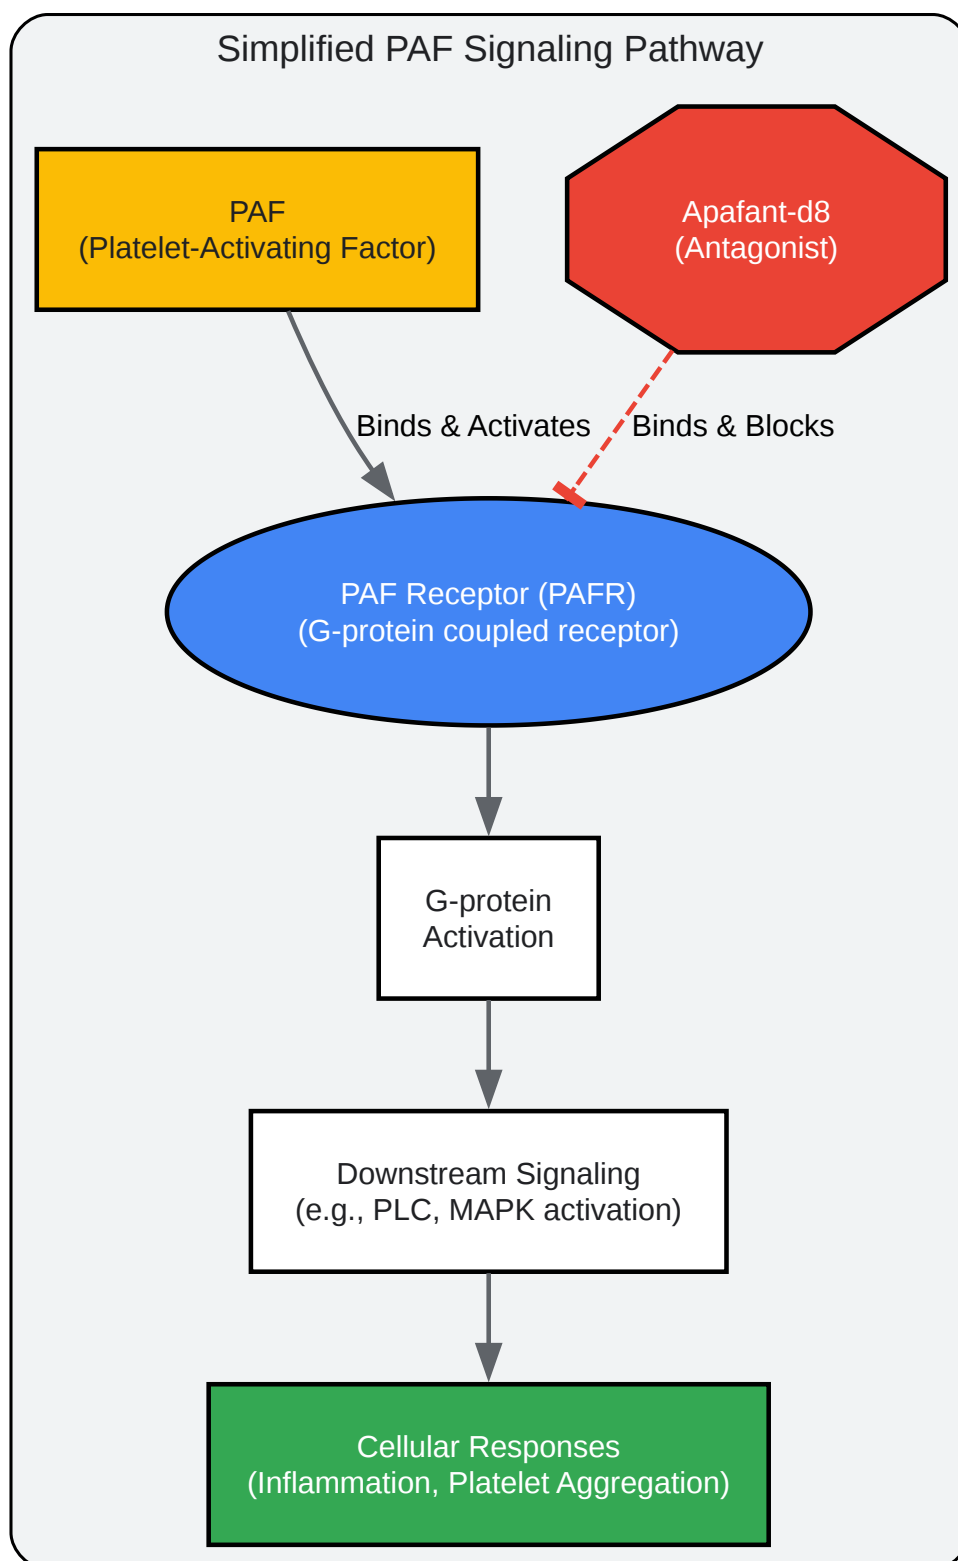 Simplified PAF Signaling Pathway
PAF
(Platelet-Activating Factor)
Apafant-d8
(Antagonist)
Binds & Activates
Binds & Blocks
PAF Receptor (PAFR)
(G-protein coupled receptor)
G-protein
Activation
Downstream Signaling
(e.g., PLC, MAPK activation)
Cellular Responses
(Inflammation, Platelet Aggregation)